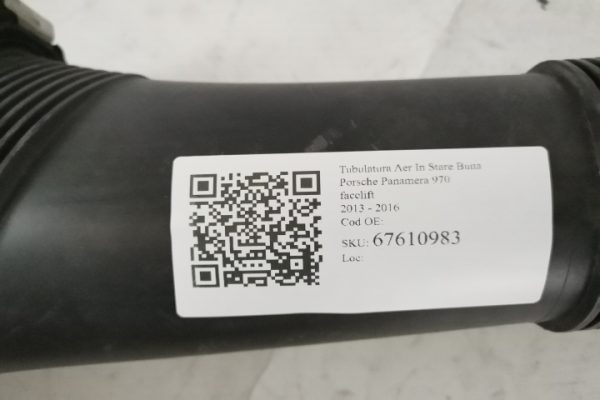 Tubulatura Aer In Stare Buna
Porsche Panamera 970
facelift
2013 - 2016
Cod OE:
SKU: 67610983
Loc: